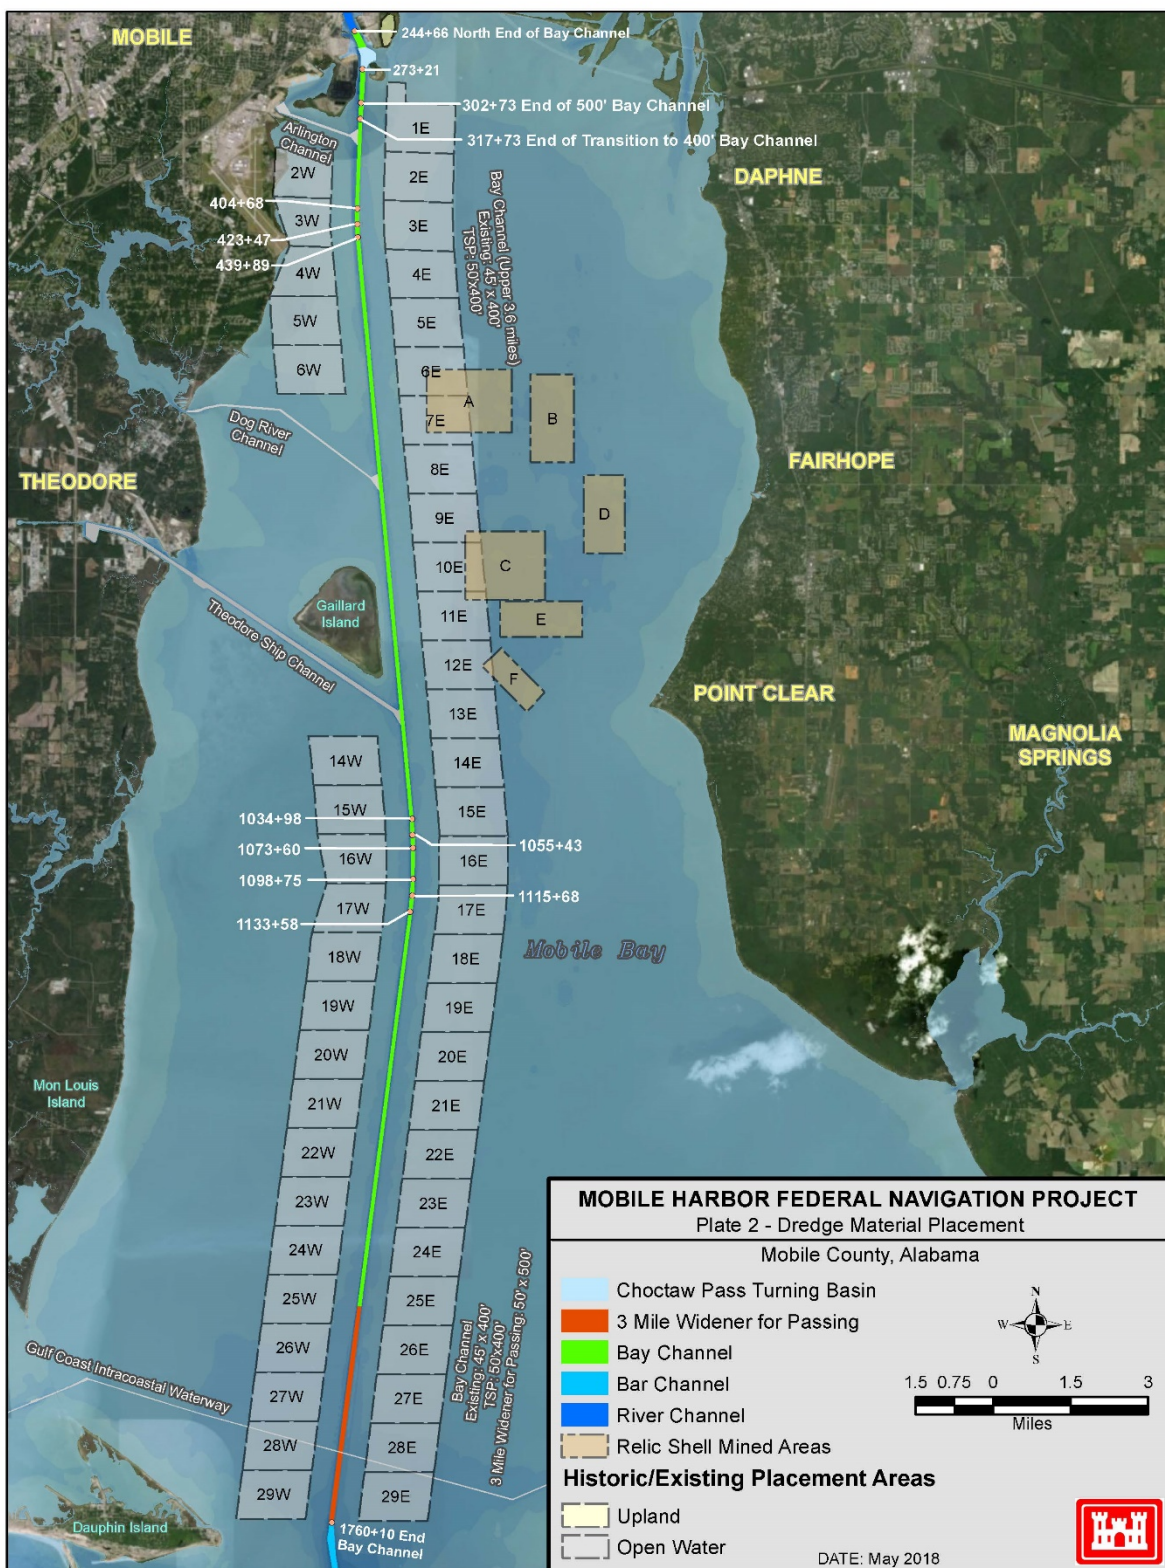 MOBILE
244+66 North End of Bay Channel
273+21
302+73 End of 500' Bay Channel
317+73 End of Transition to 400' Bay Channel
Arlington
Channel
1E
2W
2E
DAPHNE
404+68
3W
3E
423+47
439+89
Bay Channel (Upper 3.6 miles)
Existing: 45' x 400'
TSP: 50'x400'
4W
4E
5W
5E
6W
6E
A
B
7E
Dog River
Channel
8E
FAIRHOPE
THEODORE
9E
D
10E
C
Gaillard
Island
11E
E
Theodore Ship Channel
12E
F
13E
POINT CLEAR
MAGNOLIA
SPRINGS
14W
14E
15W
15E
1034+98
1055+43
1073+60
16W
16E
1098+75
1115+68
17W
17E
1133+58
Mobile Bay
18W
18E
19W
19E
20W
20E
Mon Louis
Island
21W
21E
22W
22E
23W
23E
24W
24E
25W
25E
26W
26E
27W
27E
28W
28E
29W
29E
Gulf Coast Intracoastal Waterway
Bay Channel
Existing: 45' x 400'
TSP: 50'x400'
3 Mile Widener for Passing: 50' x 500'
Dauphin Island
1760+10 End
Bay Channel
MOBILE HARBOR FEDERAL NAVIGATION PROJECT
Plate 2 - Dredge Material Placement
Mobile County, Alabama
Choctaw Pass Turning Basin
3 Mile Widener for Passing
Bay Channel
Bar Channel
River Channel
Relic Shell Mined Areas
Historic/Existing Placement Areas
Upland
Open Water
N
W
E
S
1.5 0.75 0 1.5 3
Miles
DATE: May 2018